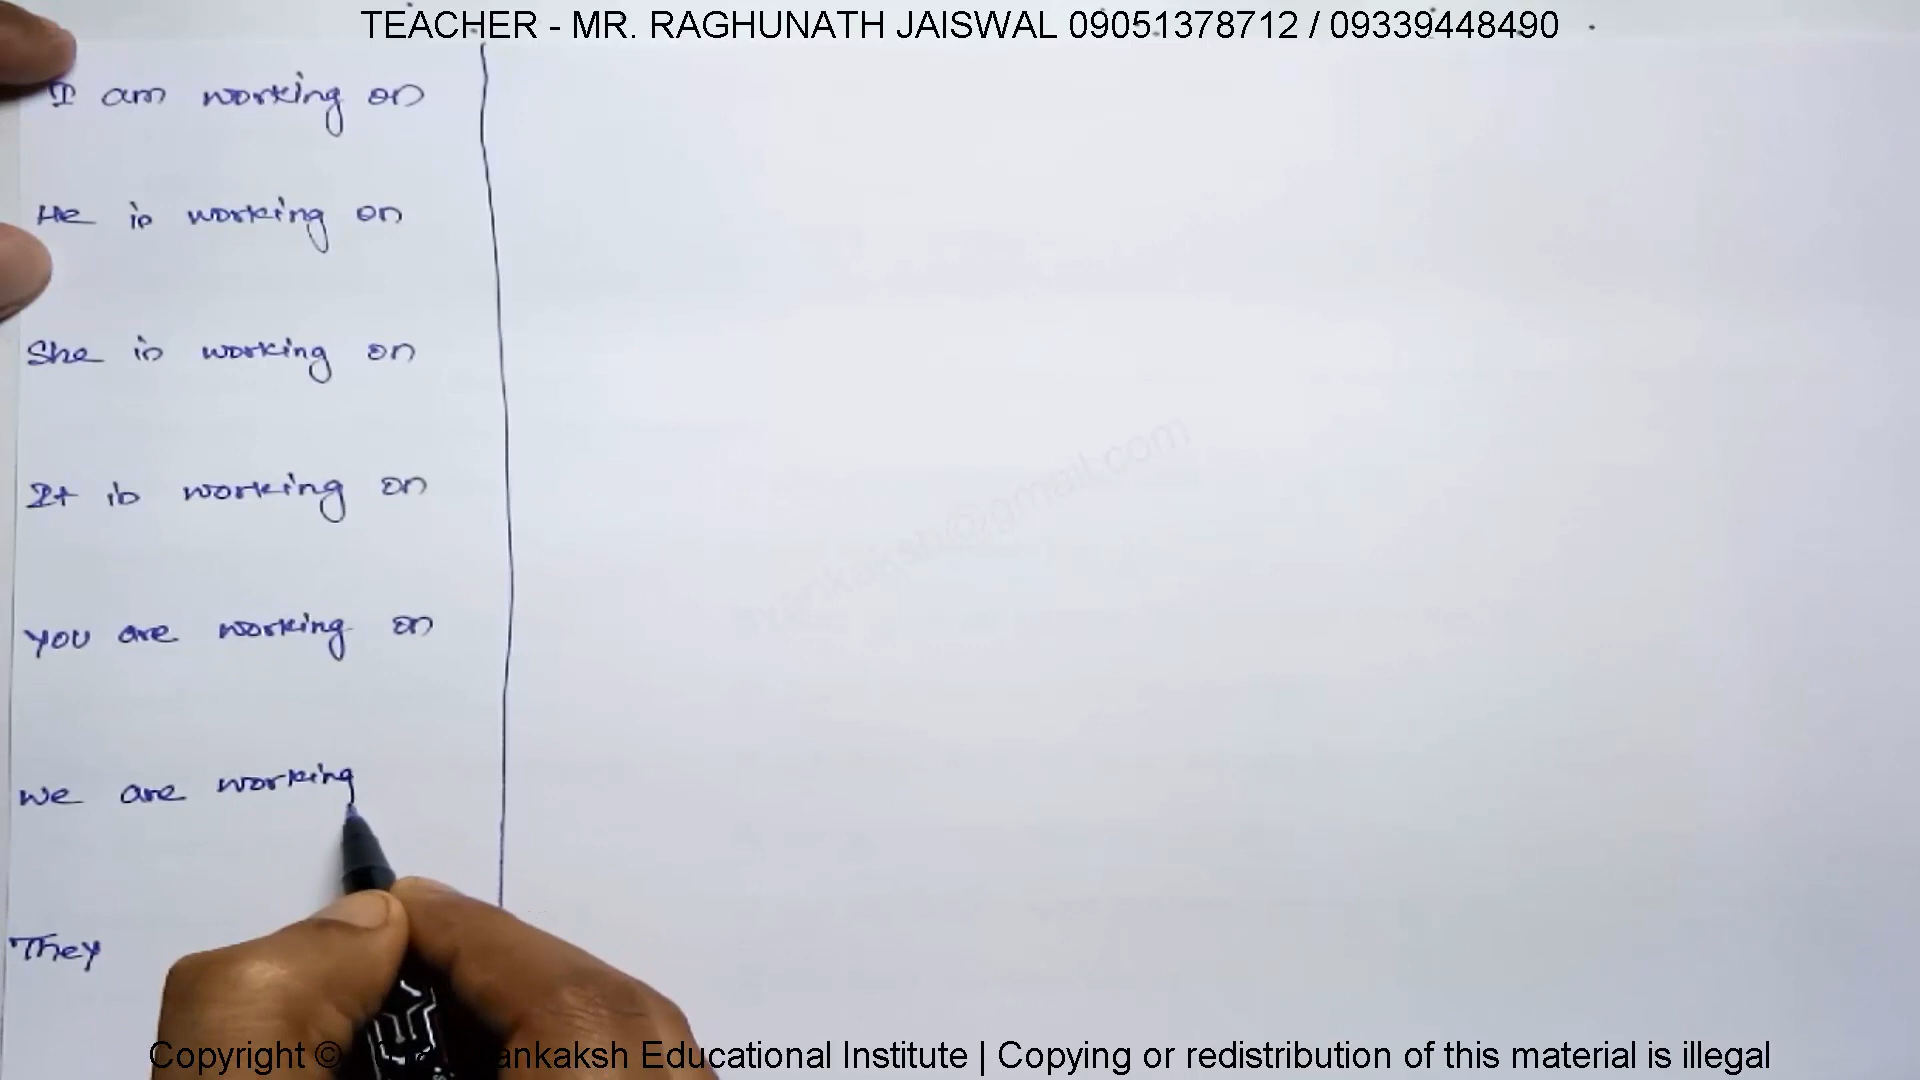 TEACHER - MR. RAGHUNATH JAISWAL 09051378712 / 09339448490
I am working on
He is working on
She is working on
It is working on
You are working on
We are working
They
Copyright © Educational Institute | Copying or redistribution of this material is illegal